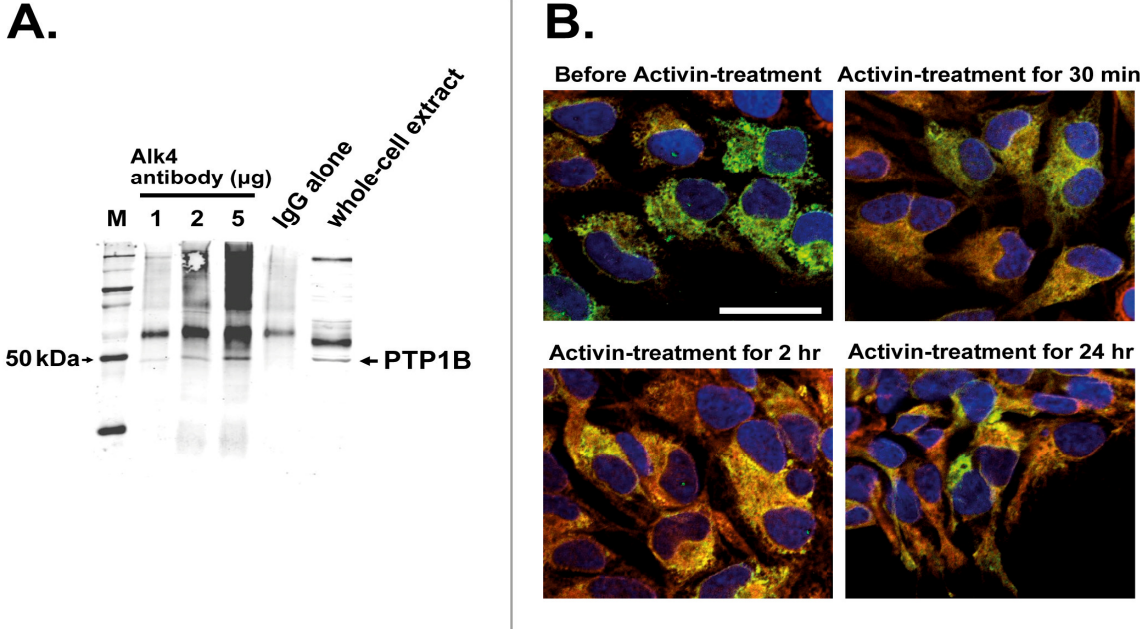 A.
Alk4
antibody (µg)
M
1
2
5
IgG alone
whole-cell extract
50 kDa
PTP1B
B.
Before Activin-treatment
Activin-treatment for 30 min
Activin-treatment for 2 hr
Activin-treatment for 24 hr